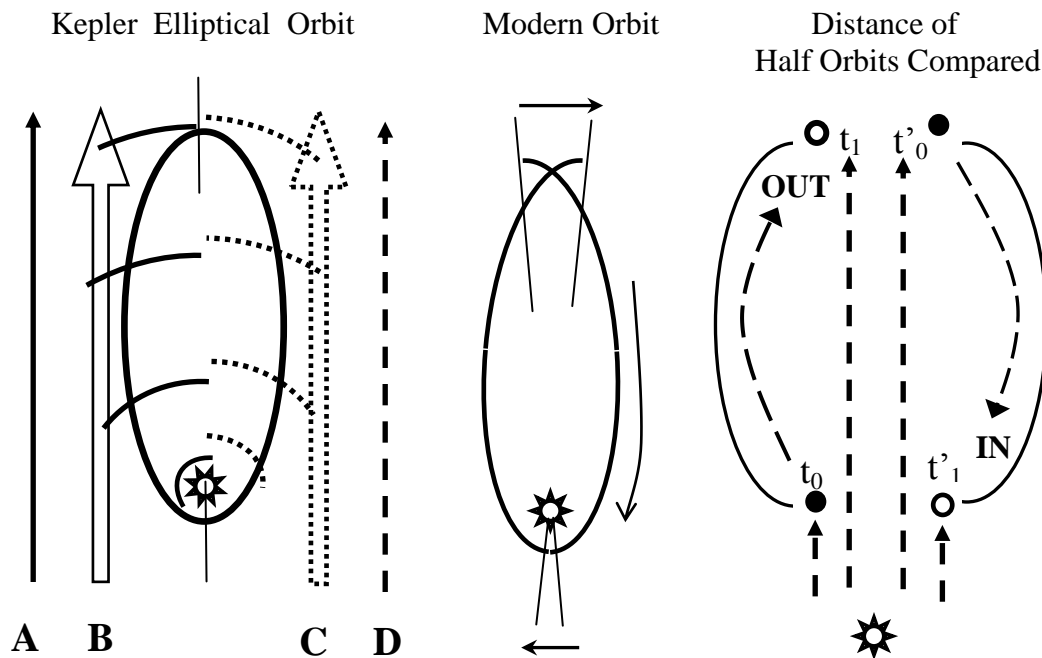 Kepler Elliptical Orbit
Modern Orbit
Distance of
Half Orbits Compared
t1 t'0
OUT
IN
t0 t'1
A B C D